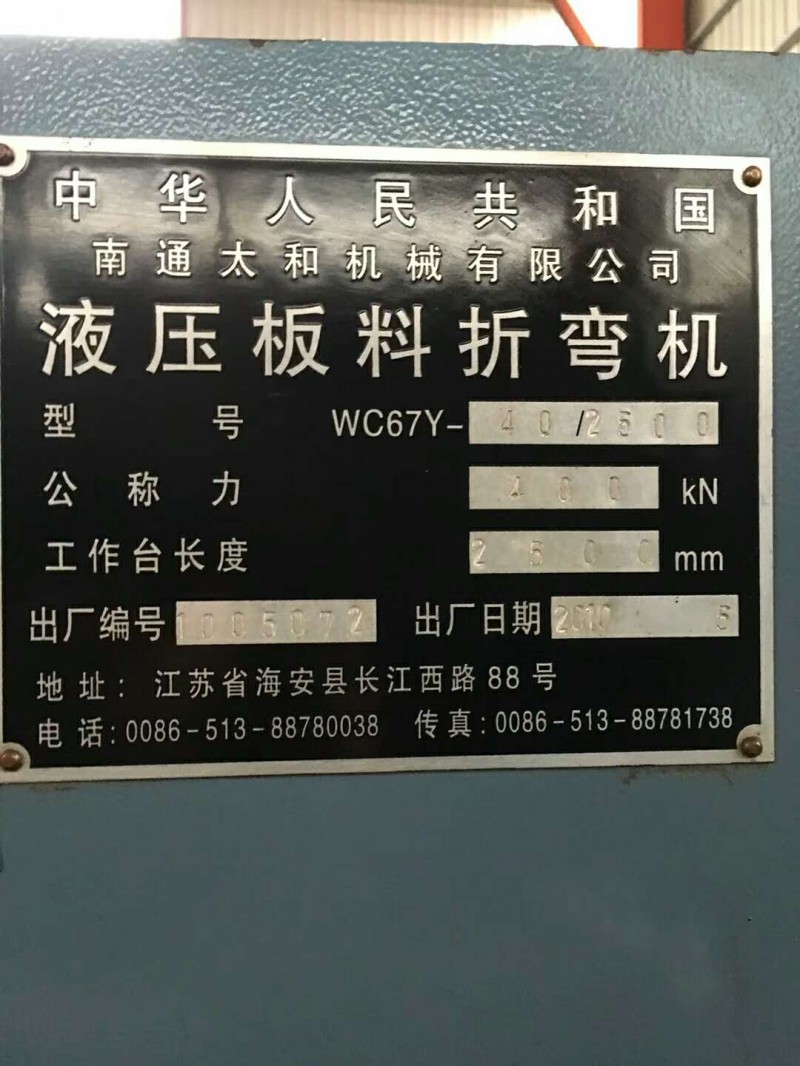 中华人民共和国
南通太和机械有限公司
液压板料折弯机
型号 WC67Y-40/2500
公称力 400 kN
工作台长度 2500 mm
出厂编号 1005072 出厂日期 2010 5
地址：江苏省海安县长江西路88号
电话:0086-513-88780038 传真:0086-513-88781738